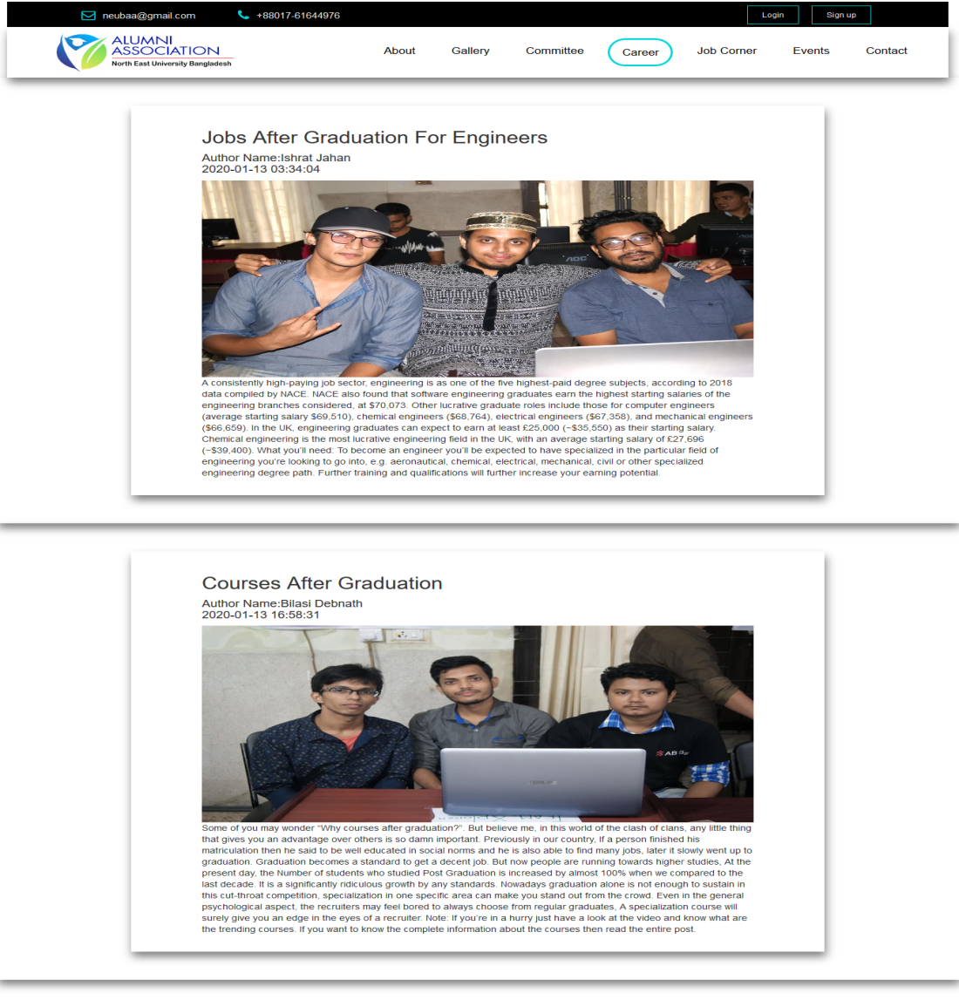 neubaa@gmail.com
+88017-61644976
Login
Sign up
ALUMNI
ASSOCIATION
North East University Bangladesh
About
Gallery
Committee
Career
Job Corner
Events
Contact
Jobs After Graduation For Engineers
Author Name:Ishrat Jahan
2020-01-13 03:34:04
AOC
A consistently high-paying job sector, engineering is as one of the five highest-paid degree subjects, according to 2018
data compiled by NACE. NACE also found that software engineering graduates earn the highest starting salaries of the
engineering branches considered, at $70,073. Other lucrative graduate roles include those for computer engineers
(average starting salary $69,510), chemical engineers ($68,764), electrical engineers ($67,358), and mechanical engineers
($66,659). In the UK, engineering graduates can expect to earn at least £25,000 (~$35,550) as their starting salary.
Chemical engineering is the most lucrative engineering field in the UK, with an average starting salary of £27,696
(~$39,400). What you'll need: To become an engineer you'll be expected to have specialized in the particular field of
engineering you're looking to go into, e.g. aeronautical, chemical, electrical, mechanical, civil or other specialized
engineering degree path. Further training and qualifications will further increase your earning potential.
Courses After Graduation
Author Name:Bilasi Debnath
2020-01-13 16:58:31
AB
ASUS
Some of you may wonder “Why courses after graduation?”. But believe me, in this world of the clash of clans, any little thing
that gives you an advantage over others is so damn important. Previously in our country, If a person finished his
matriculation then he said to be well educated in social norms and he is also able to find many jobs, later it slowly went up to
graduation. Graduation becomes a standard to get a decent job. But now people are running towards higher studies, At the
present day, the Number of students who studied Post Graduation is increased by almost 100% when we compared to the
last decade. It is a significantly ridiculous growth by any standards. Nowadays graduation alone is not enough to sustain in
this cut-throat competition, specialization in one specific area can make you stand out from the crowd. Even in the general
psychological aspect, the recruiters may feel bored to always choose from regular graduates, A specialization course will
surely give you an edge in the eyes of a recruiter. Note: If you're in a hurry just have a look at the video and know what are
the trending courses. If you want to know the complete information about the courses then read the entire post.